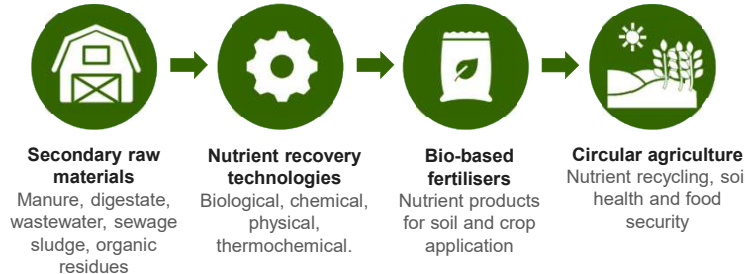 Secondary raw
materials
Manure, digestate,
wastewater, sewage
sludge, organic
residues
Nutrient recovery
technologies
Biological, chemical,
physical,
thermochemical.
Bio-based
fertilisers
Nutrient products
for soil and crop
application
Circular agriculture
Nutrient recycling, soi
health and food
security